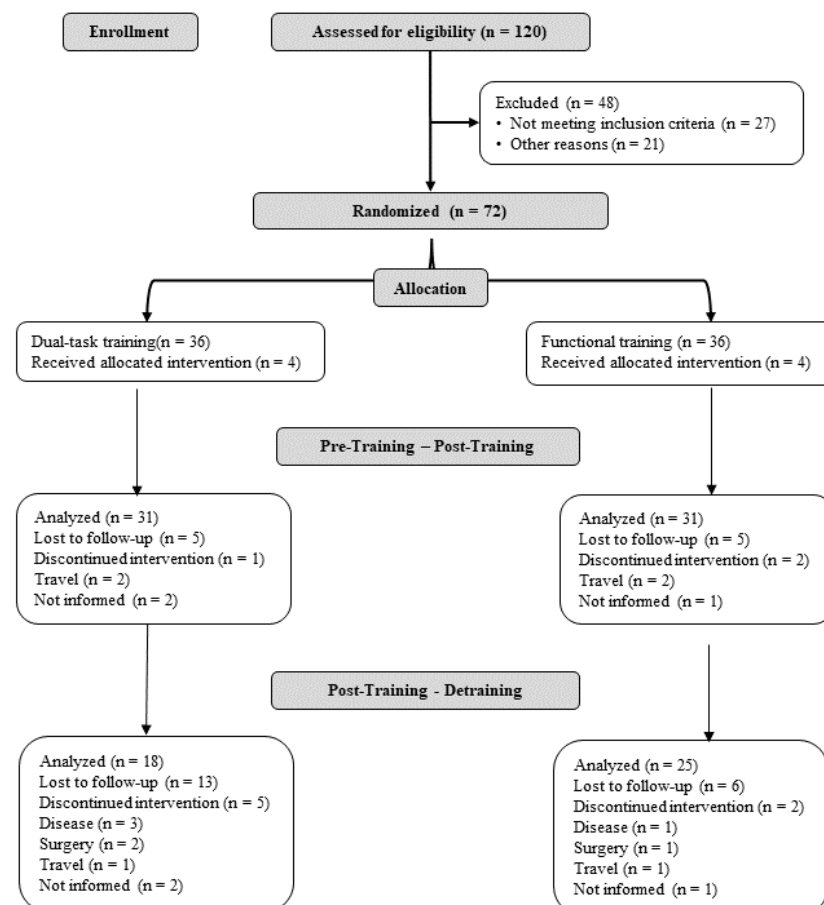 Enrollment
Assessed for eligibility (n = 120)
Excluded (n = 48)
• Not meeting inclusion criteria (n = 27)
• Other reasons (n = 21)
Randomized (n = 72)
Allocation
Dual-task training(n = 36)
Received allocated intervention (n = 4)
Functional training (n = 36)
Received allocated intervention (n = 4)
Pre-Training – Post-Training
Analyzed (n = 31)
Lost to follow-up (n = 5)
Discontinued intervention (n = 1)
Travel (n = 2)
Not informed (n = 2)
Analyzed (n = 31)
Lost to follow-up (n = 5)
Discontinued intervention (n = 2)
Travel (n = 2)
Not informed (n = 1)
Post-Training - Detraining
Analyzed (n = 18)
Lost to follow-up (n = 13)
Discontinued intervention (n = 5)
Disease (n = 3)
Surgery (n = 2)
Travel (n = 1)
Not informed (n = 2)
Analyzed (n = 25)
Lost to follow-up (n = 6)
Discontinued intervention (n = 2)
Disease (n = 1)
Surgery (n = 1)
Travel (n = 1)
Not informed (n = 1)